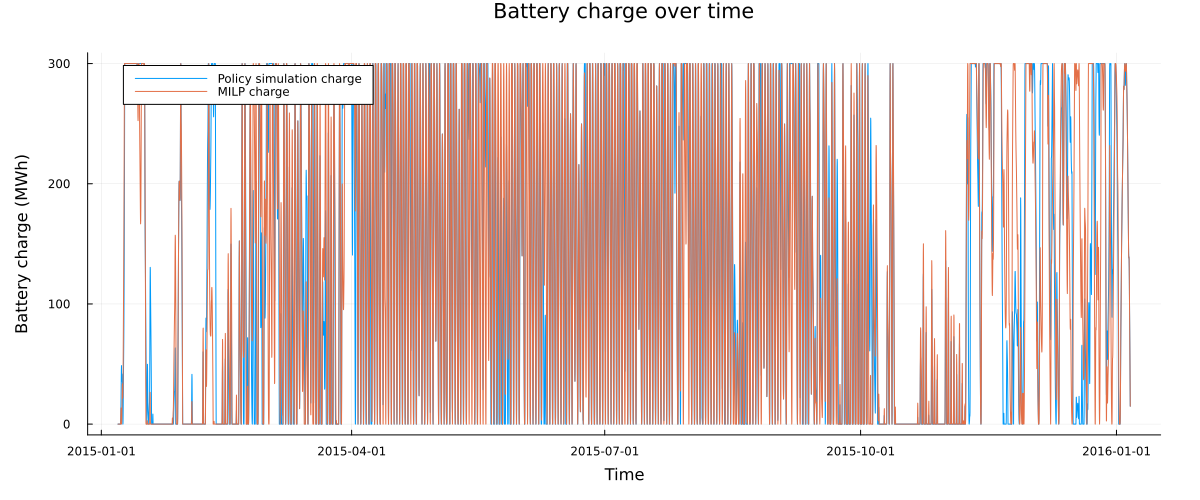 Battery charge over time
Battery charge (MWh)
300
200
100
0
Policy simulation charge
MILP charge
2015-01-01
2015-04-01
2015-07-01
2015-10-01
2016-01-01
Time